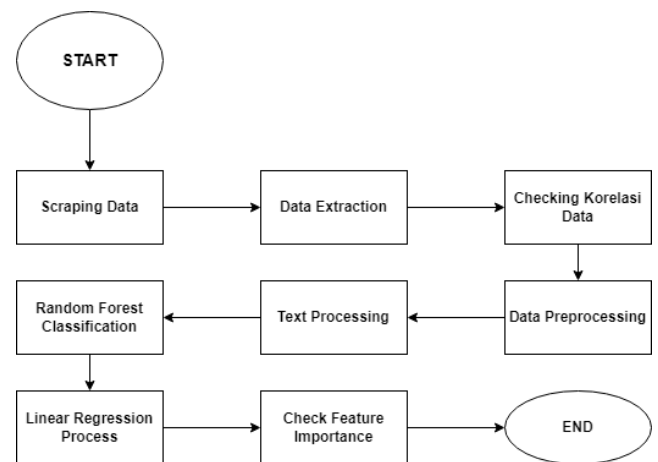 START
Scraping Data
Data Extraction
Checking Korelasi
Data
Data Preprocessing
Text Processing
Random Forest
Classification
Linear Regression
Process
Check Feature
Importance
END